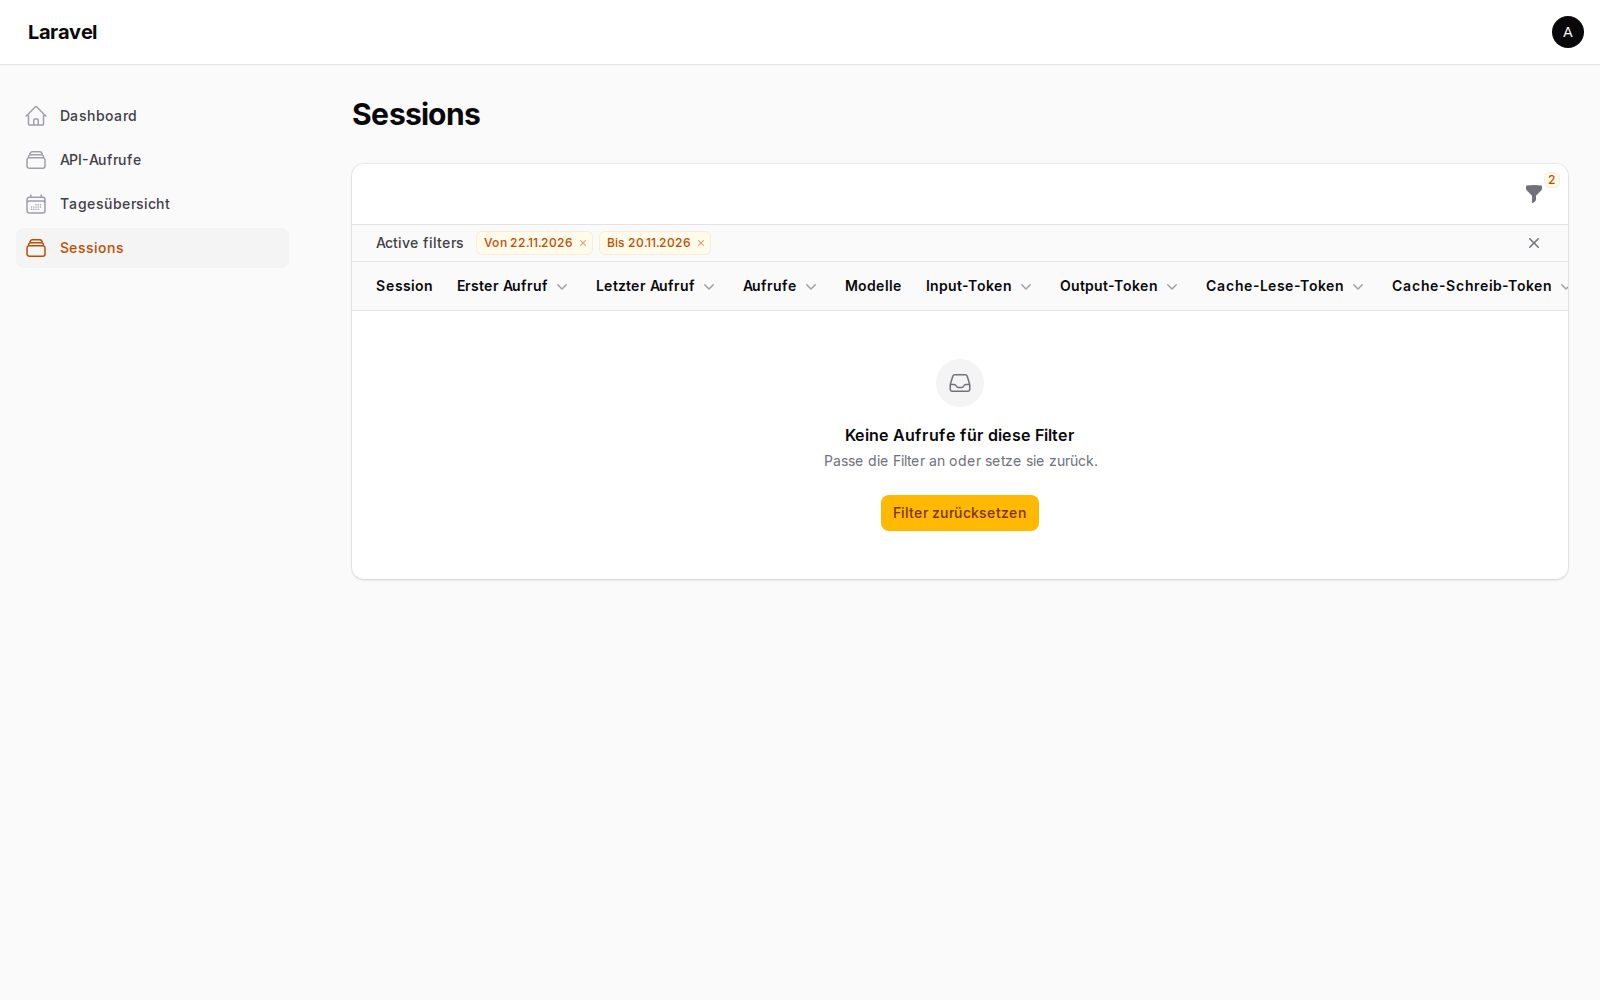 Laravel
A
Dashboard
API-Aufrufe
Tagesübersicht
Sessions
Sessions
2
Active filters Von 22.11.2026 × Bis 20.11.2026 ×
Session Erster Aufruf Letzter Aufruf Aufrufe Modelle Input-Token Output-Token Cache-Lese-Token Cache-Schreib-Token
Keine Aufrufe für diese Filter
Passe die Filter an oder setze sie zurück.
Filter zurücksetzen